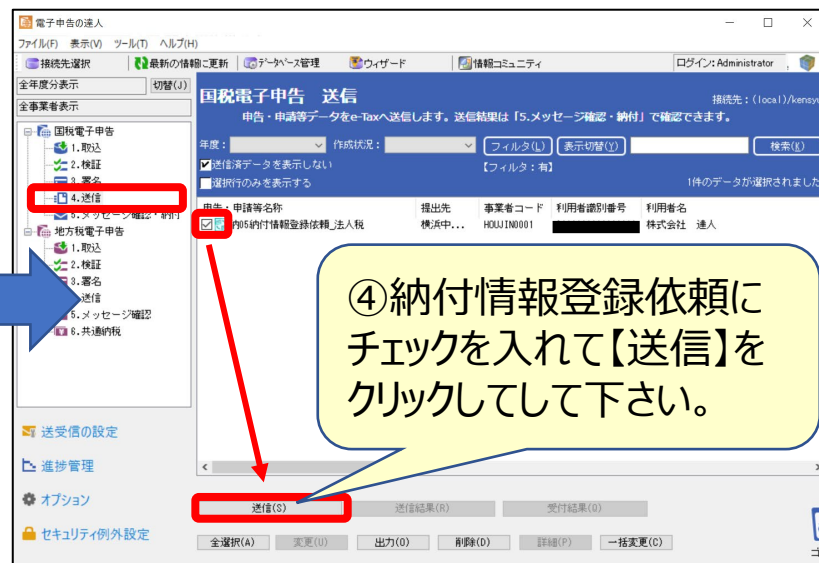 電子申告の達人
ファイル(F) 表示(V) ツール(T) ヘルプ(H)
接続先選択 最新の情報に更新 データベース管理 ウィザード 情報コミュニティ ログイン: Administrator
全年度分表示 切替(J)
全事業者表示
国税電子申告
1.取込
2.検証
3.署名
4.送信
5.メッセージ確認・納付
地方税電子申告
1.取込
2.検証
3.署名
送信
5.メッセージ確認
6.共通納税
送受信の設定
進捗管理
オプション
セキュリティ例外設定
国税電子申告 送信
接続先:(local)/kensyu
申告・申請等データをe-Taxへ送信します。送信結果は「5.メッセージ確認・納付」で確認できます。
年度: 作成状況: フィルタ(L) 表示切替(Y) 検索(K)
送信済データを表示しない 【フィルタ:有】
選択行のみを表示する 1件のデータが選択されました
申告・申請等名称 提出先 事業者コード 利用者識別番号 利用者名
内05納付情報登録依頼_法人税 横浜中... HOUJIN0001 株式会社 達人
④納付情報登録依頼に
チェックを入れて【送信】を
クリックしてして下さい。
送信(S) 送信結果(R) 受付結果(O)
全選択(A) 変更(U) 出力(O) 削除(D) 詳細(P) 一括変更(C)